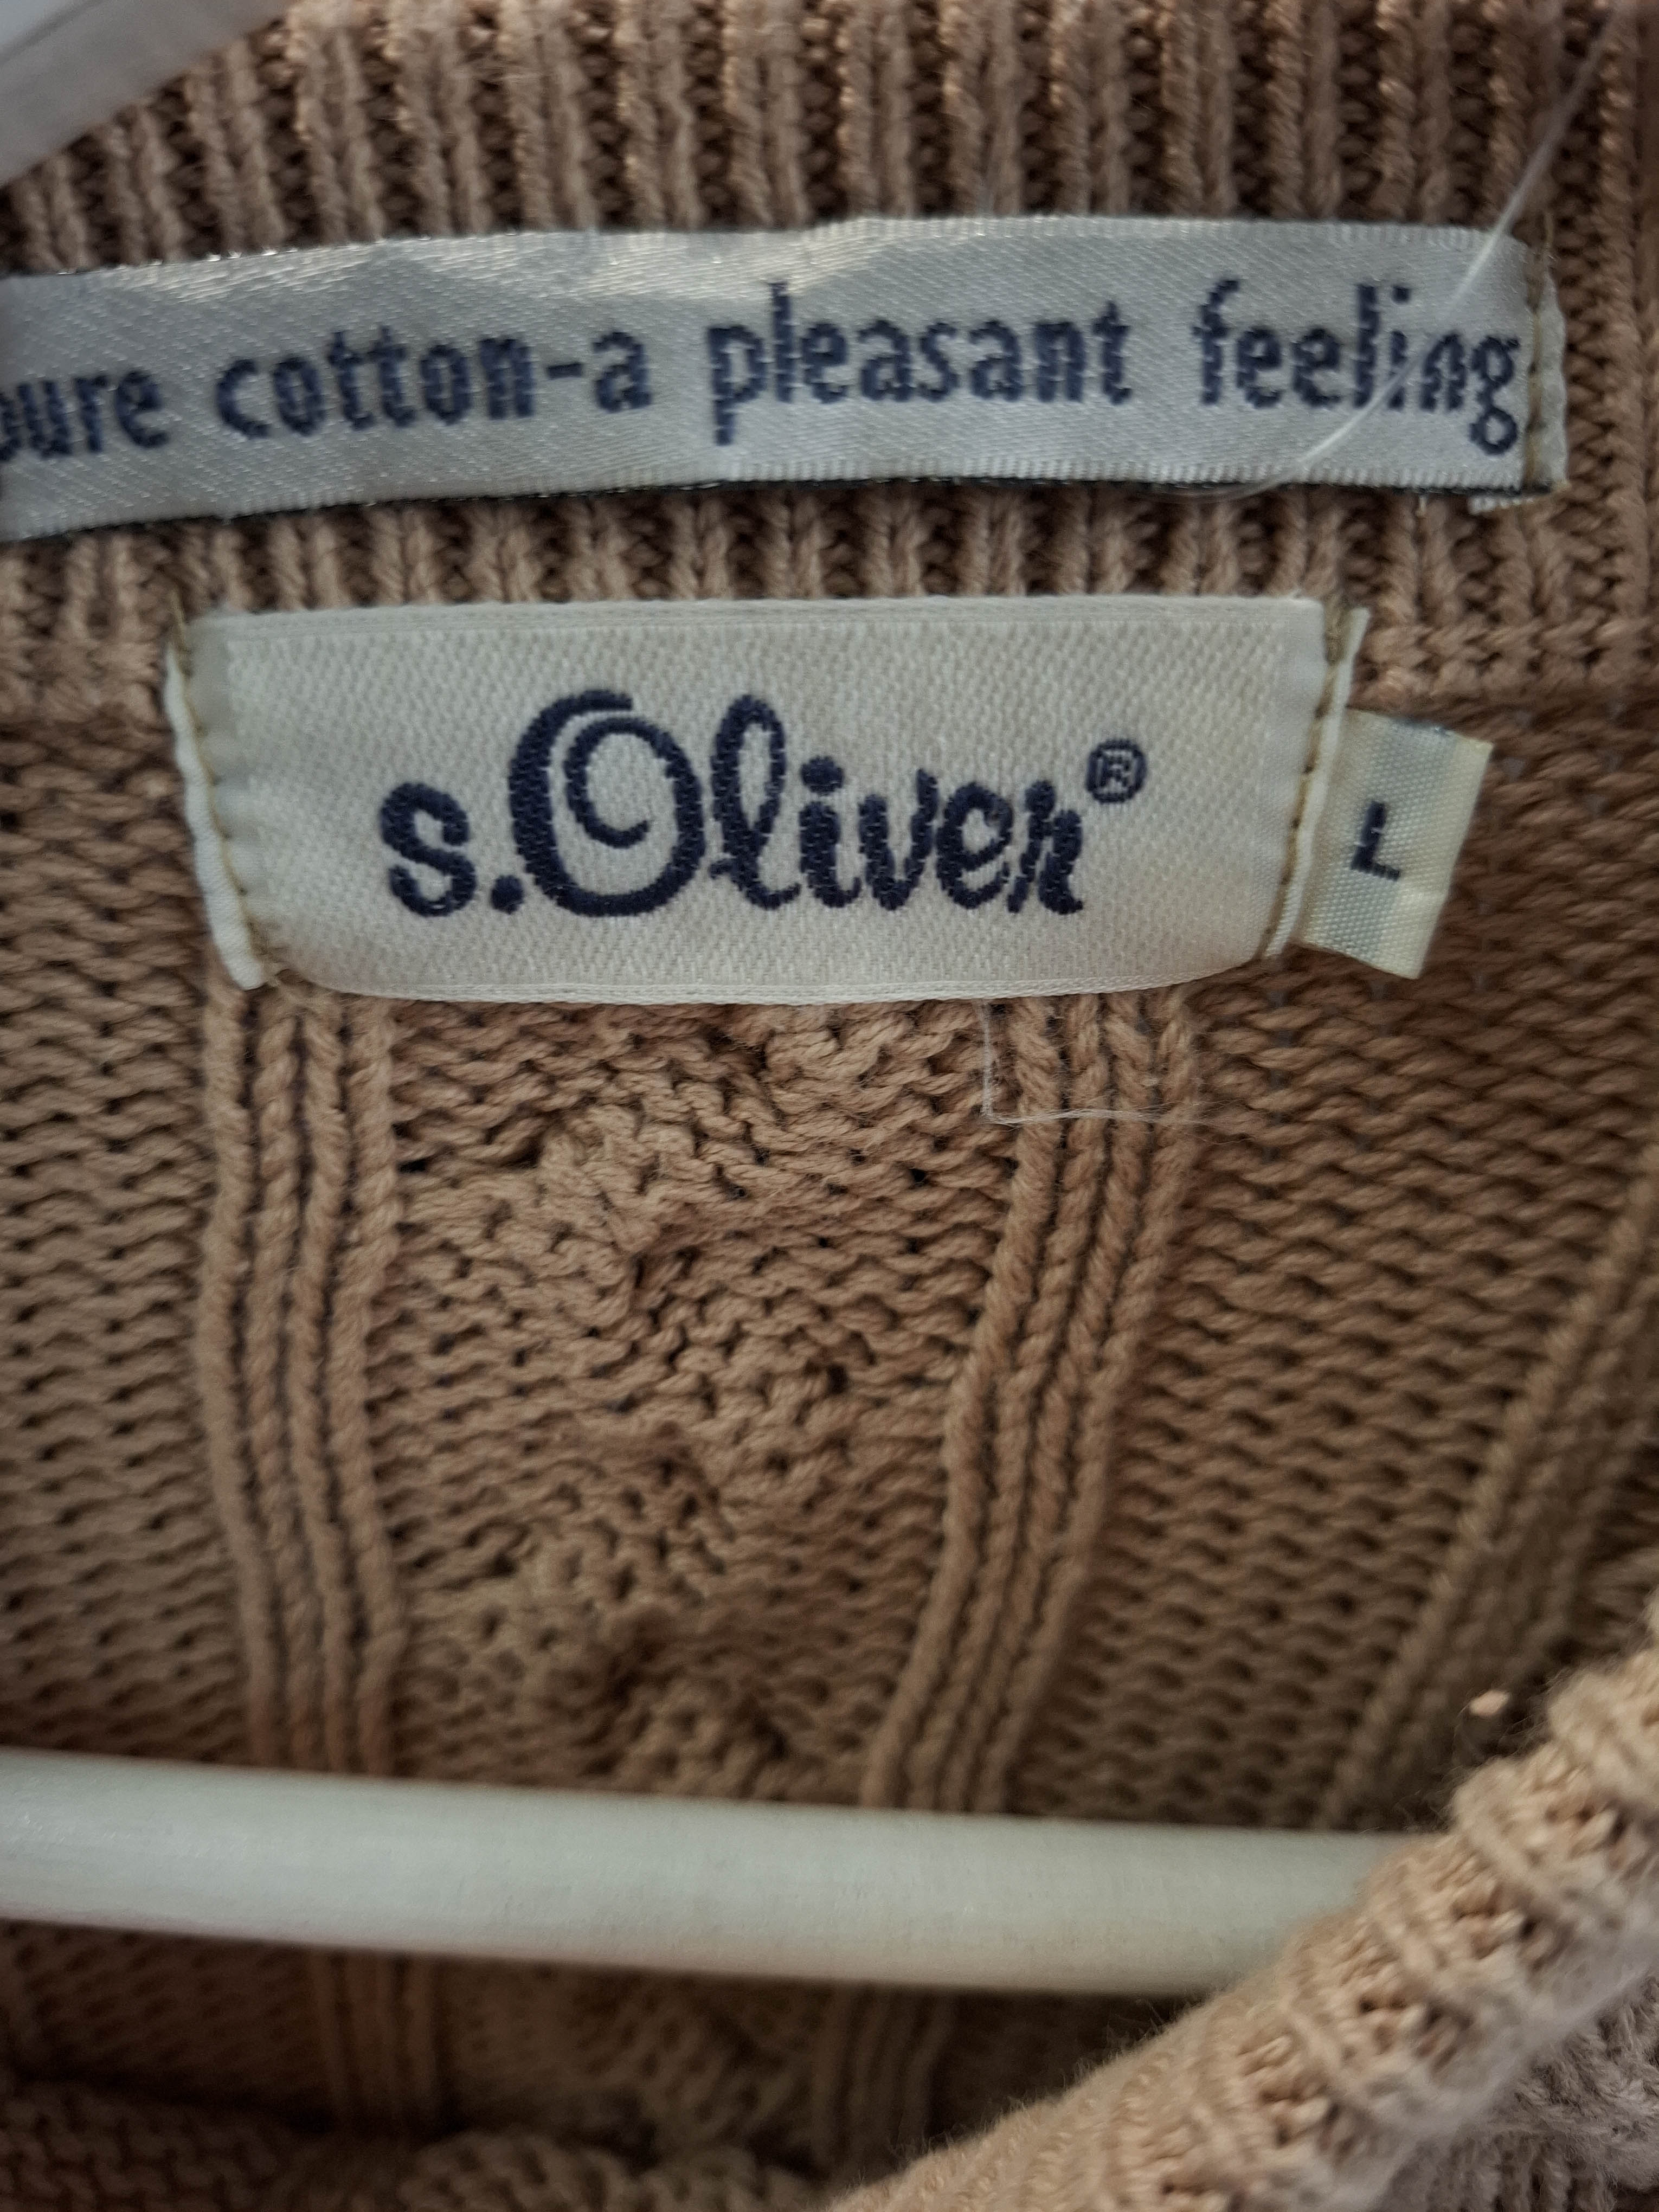 pure cotton-a pleasant feeling
s.Oliver®
L